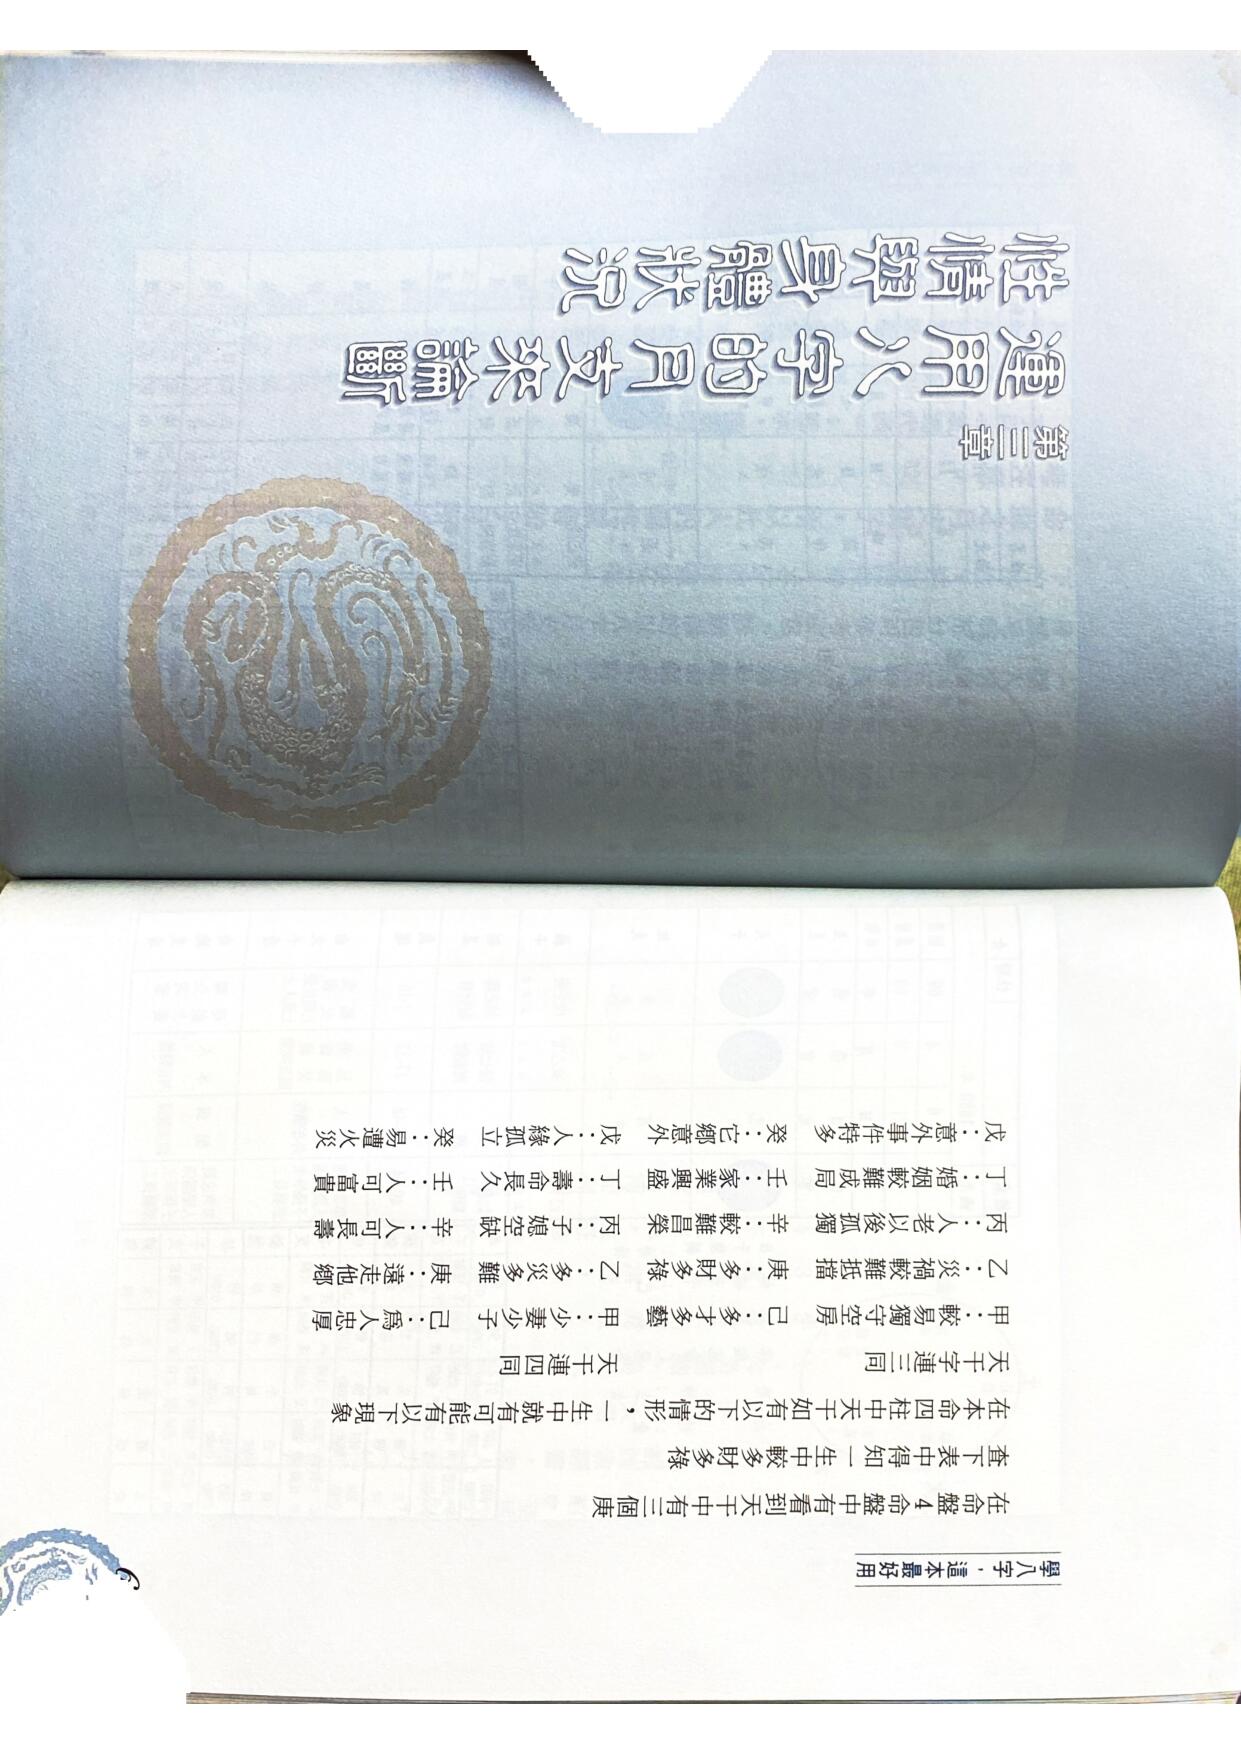 學八字，這本最好用
在命盤4命盤中有看到天干中有三個庚
查下表中得知一生中較多財多祿
在本命四柱中天干如有以下的情形，一生中就有可能有以下現象
天干字連三同　天干連四同
甲：較易獨守空房　己：多才多藝　甲：少妻少子　己：為人忠厚
乙：災禍較難抵擋　庚：多財多祿　乙：多災多難　庚：遠走他鄉
丙：人老以後孤獨　辛：較難昌榮　丙：子媳空缺　辛：人可長壽
丁：婚姻較難成局　壬：家業興盛　丁：壽命長久　壬：人可富貴
戊：意外事件特多　癸：它鄉意外　戊：人緣孤立　癸：易遭火災
第三章
運用八字的月支來論斷
性情與身體狀況